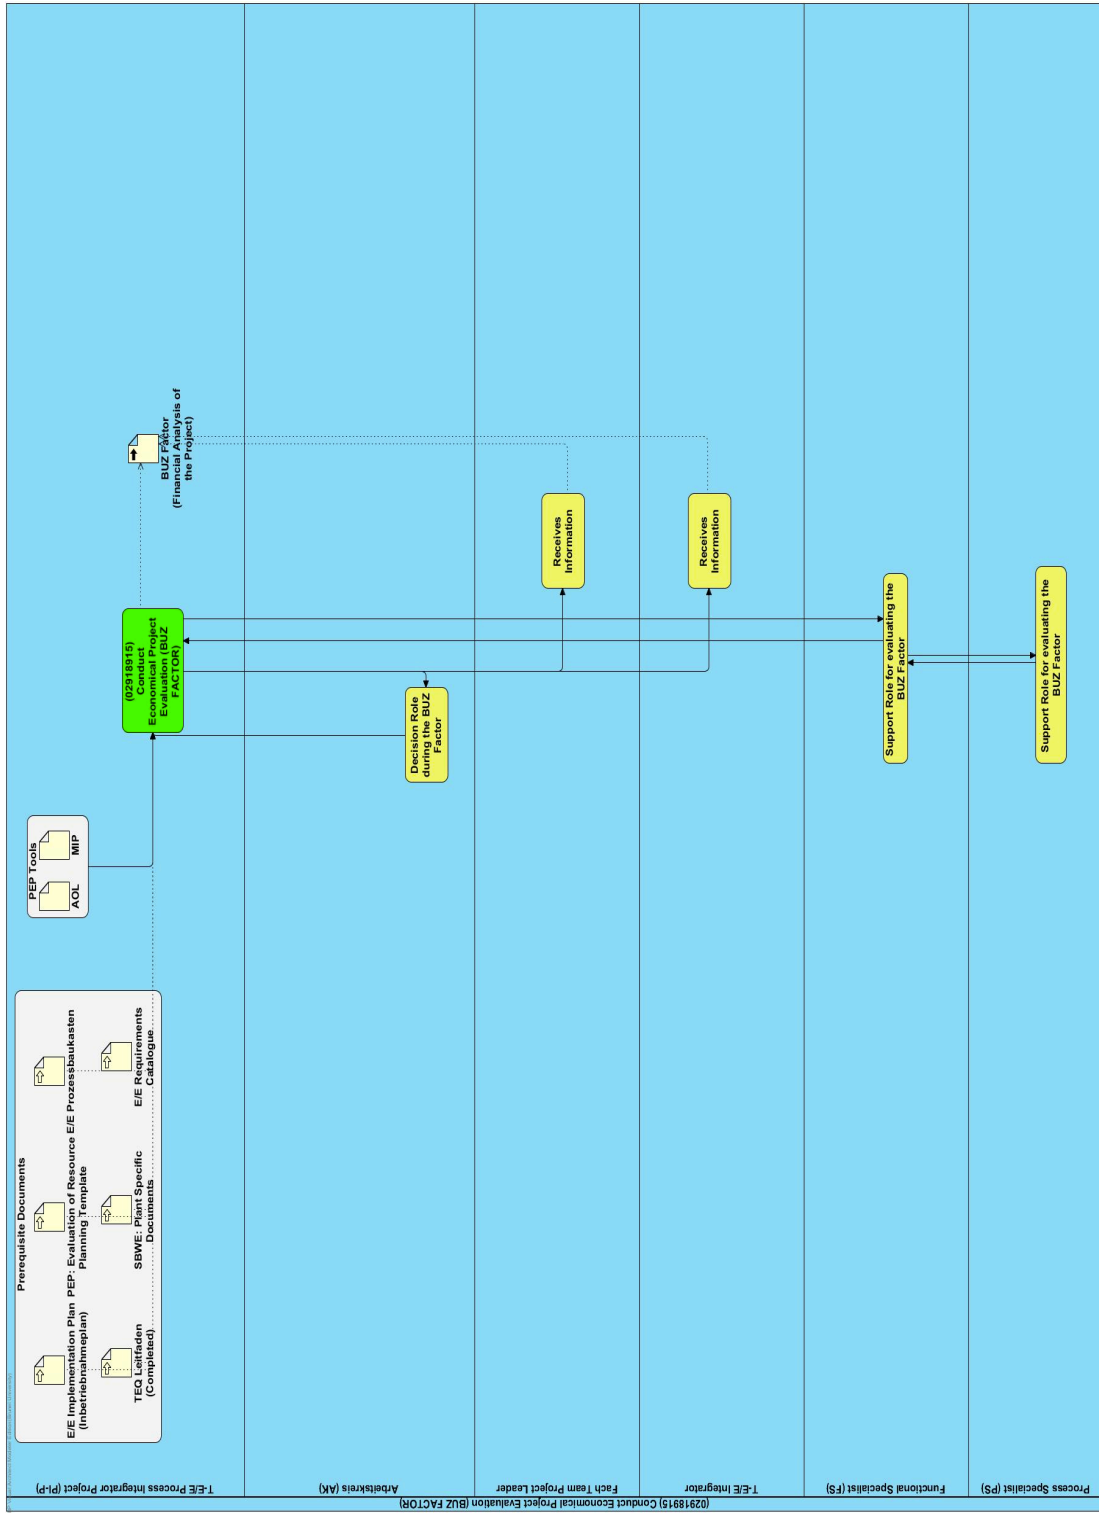 (02918915) Conduct Economical Project Evaluation (BUZ FACTOR)
T-E/E Process Integrator Project (PI-P)
Prerequisite Documents
E/E Implementation Plan
(Inbetriebnahmeplan)
PEP: Evaluation of Resource
Planning Template
E/E Prozessbaukasten
TEQ Leitfaden
(Completed)
SBWE: Plant Specific
Documents
E/E Requirements
Catalogue
PEP Tools
AOL
MIP
(02918915)
Conduct
Economical Project
Evaluation (BUZ
FACTOR)
BUZ Factor
(Financial Analysis of
the Project)
Arbeitskreis (AK)
Decision Role
during the BUZ
Factor
Fach Team Project Leader
Receives
Information
T-E/E Integrator
Receives
Information
Functional Specialist (FS)
Support Role for evaluating the
BUZ Factor
Process Specialist (PS)
Support Role for evaluating the
BUZ Factor